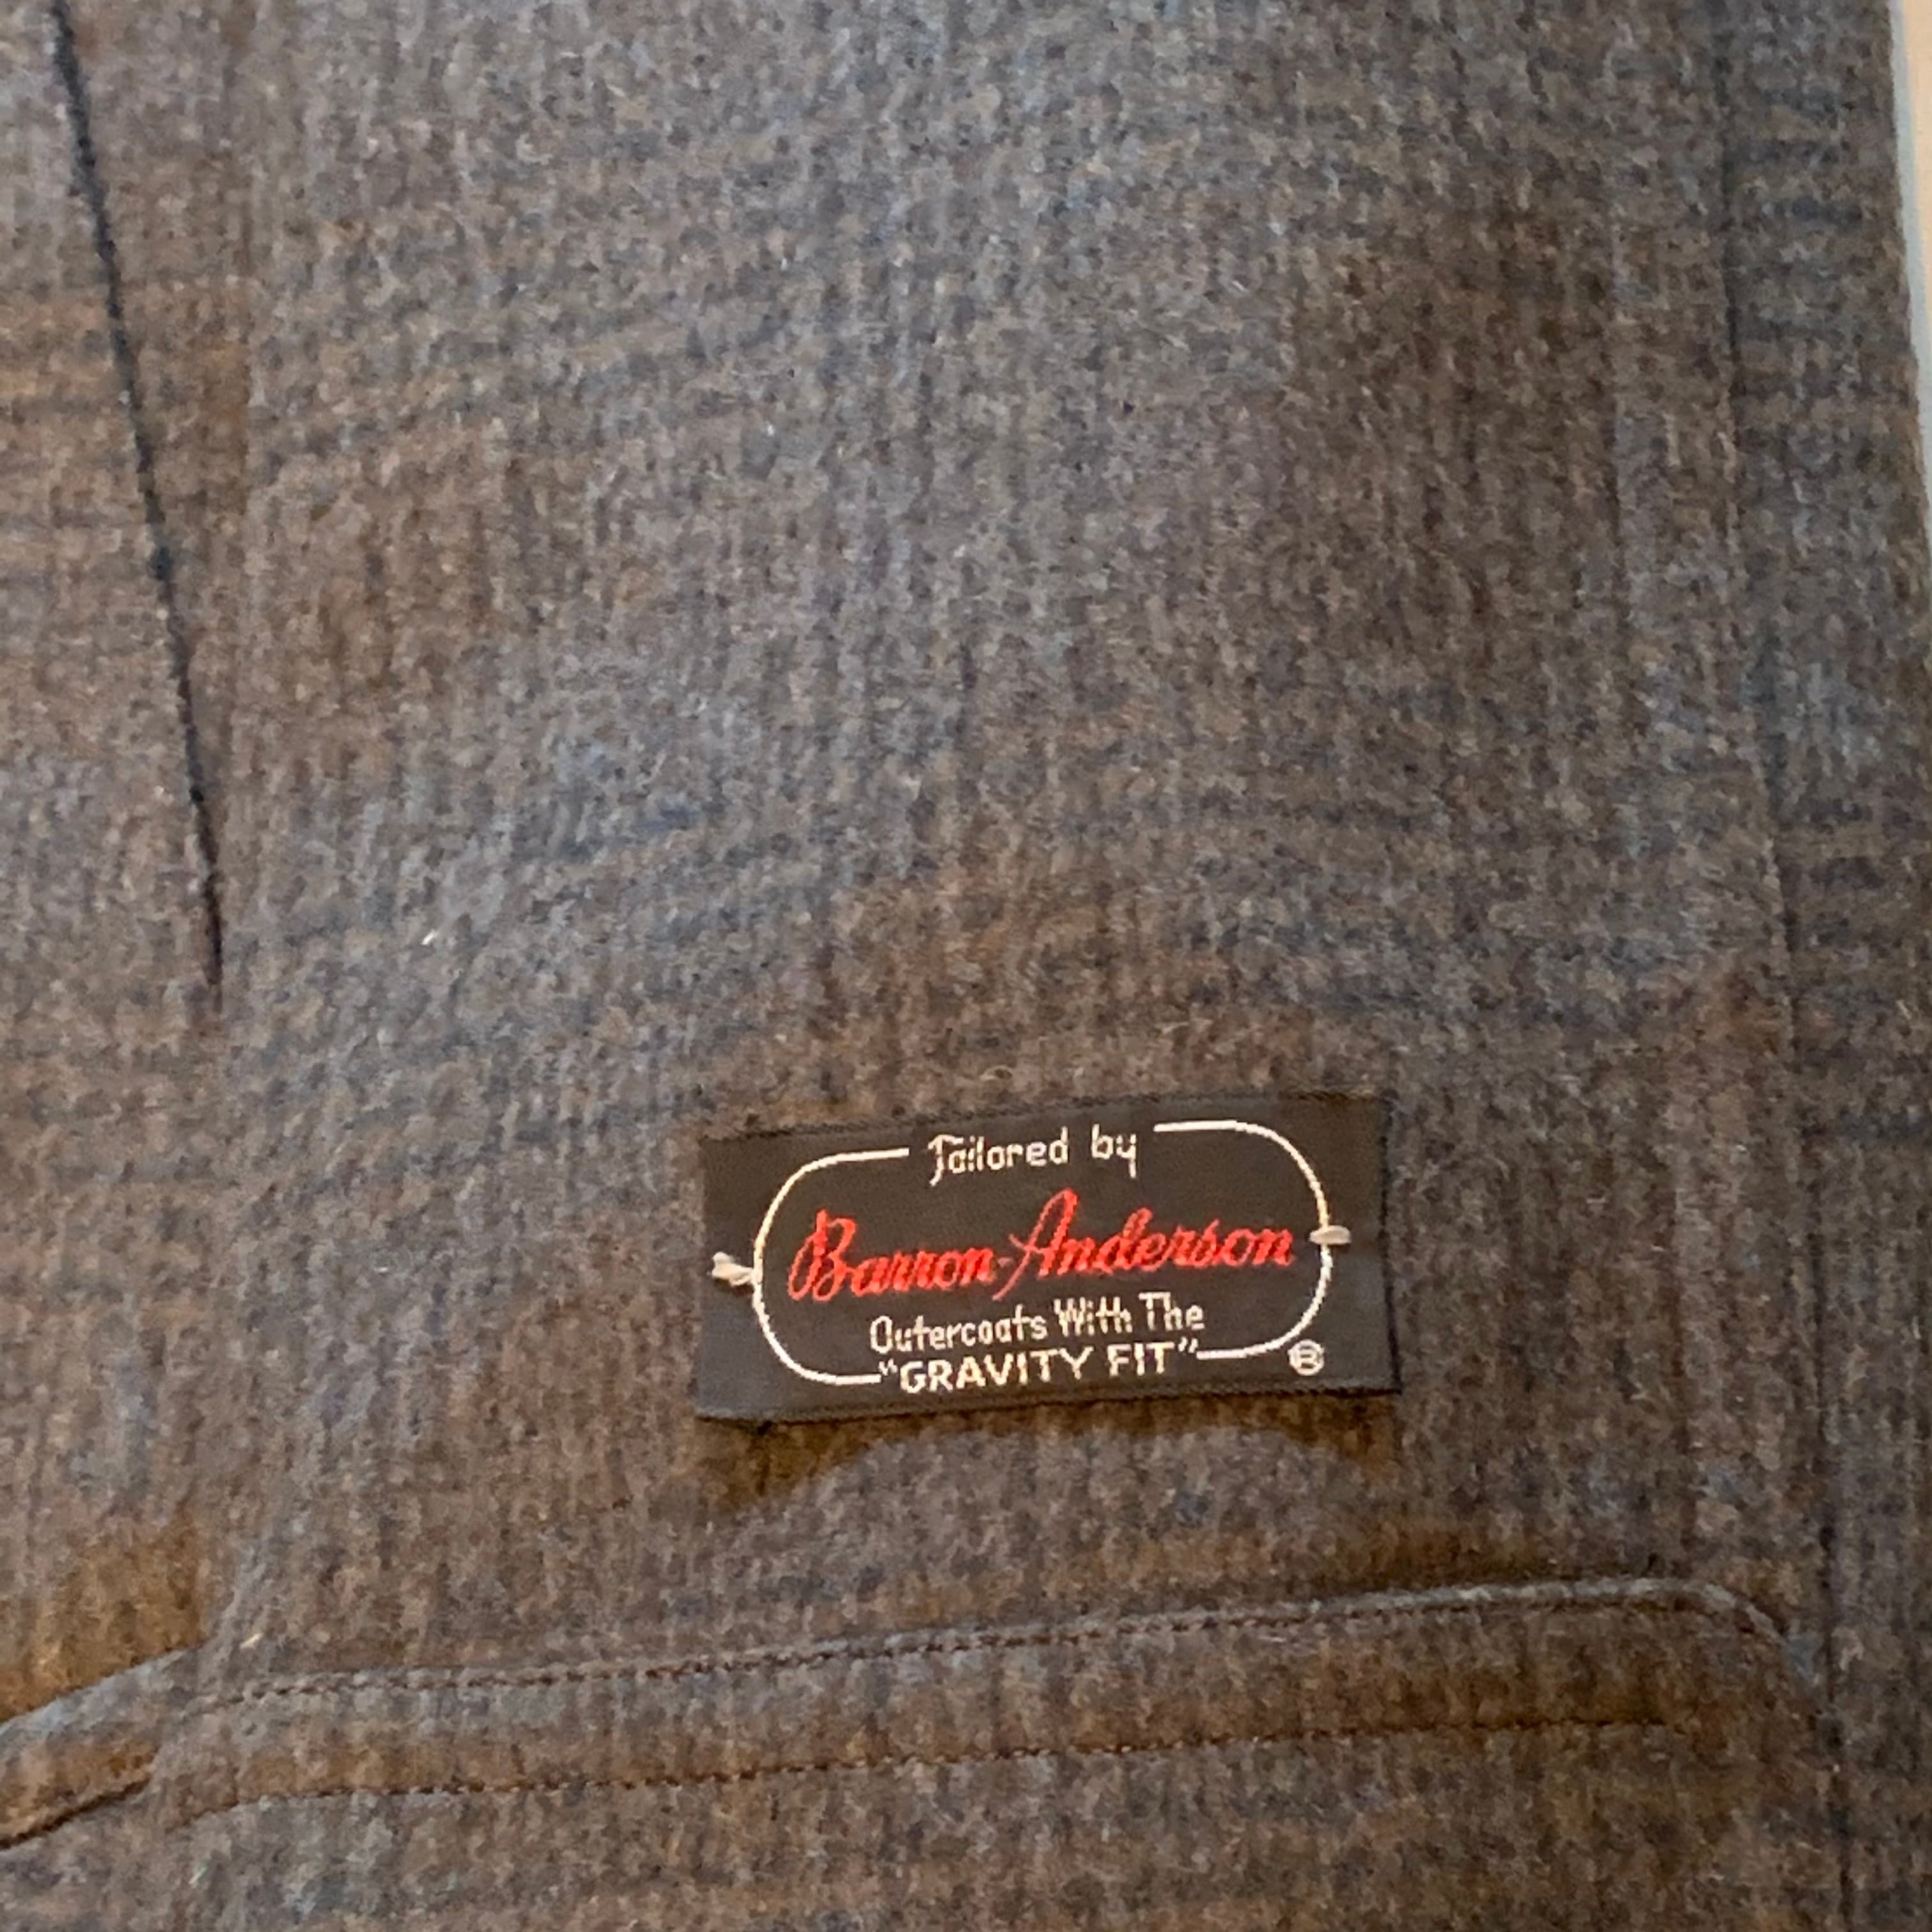 Tailored by
Barron-Anderson
Outercoats With The
"GRAVITY FIT" ®